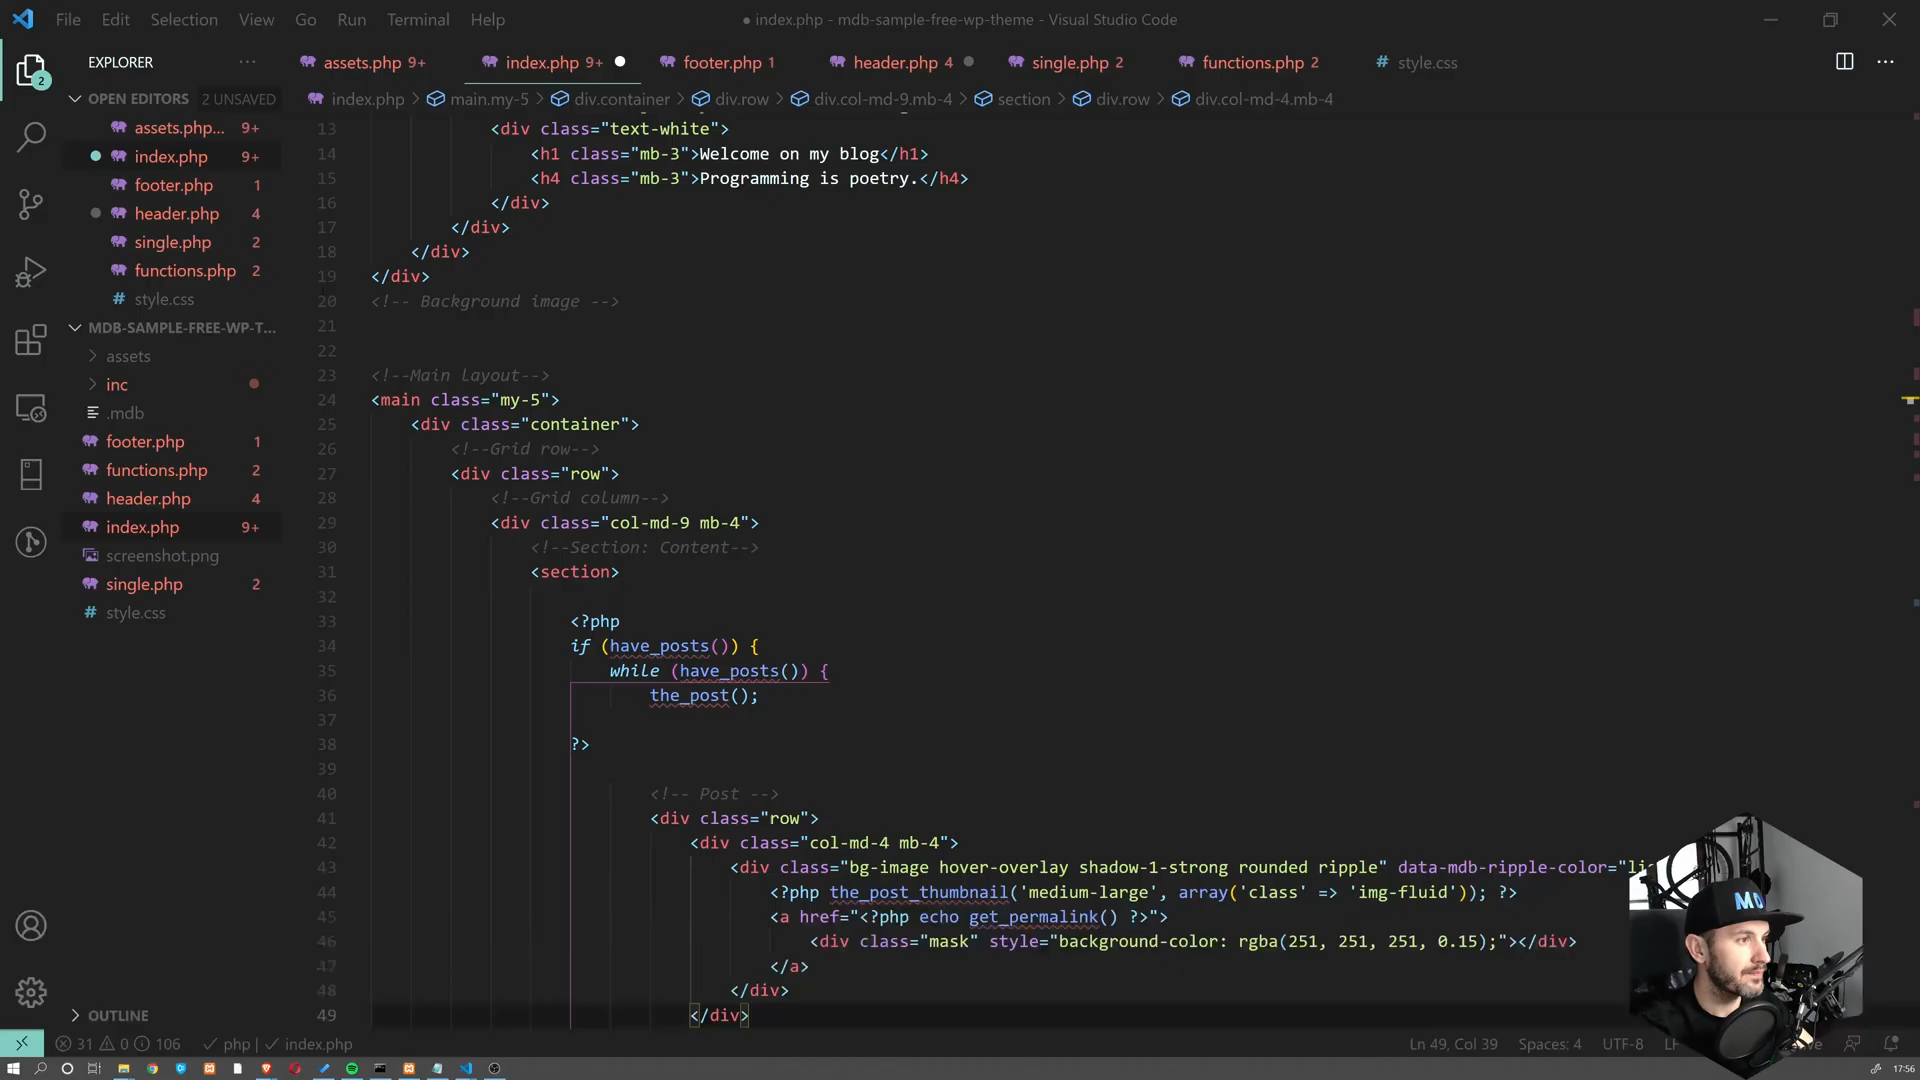 File Edit Selection View Go Run Terminal Help
● index.php - mdb-sample-free-wp-theme - Visual Studio Code
EXPLORER
assets.php 9+ index.php 9+ footer.php 1 header.php 4 single.php 2 functions.php 2 # style.css
OPEN EDITORS 2 UNSAVED
index.php > main.my-5 > div.container > div.row > div.col-md-9.mb-4 > section > div.row > div.col-md-4.mb-4
assets.php... 9+
index.php 9+
footer.php 1
header.php 4
single.php 2
functions.php 2
# style.css
MDB-SAMPLE-FREE-WP-T...
assets
inc
.mdb
footer.php 1
functions.php 2
header.php 4
index.php 9+
screenshot.png
single.php 2
# style.css
OUTLINE
2
13 <div class="text-white">
14 <h1 class="mb-3">Welcome on my blog</h1>
15 <h4 class="mb-3">Programming is poetry.</h4>
16 </div>
17 </div>
18 </div>
19 </div>
20 <!-- Background image -->
21
22
23 <!--Main layout-->
24 <main class="my-5">
25 <div class="container">
26 <!--Grid row-->
27 <div class="row">
28 <!--Grid column-->
29 <div class="col-md-9 mb-4">
30 <!--Section: Content-->
31 <section>
32
33 <?php
34 if (have_posts()) {
35 while (have_posts()) {
36 the_post();
37
38 ?>
39
40 <!-- Post -->
41 <div class="row">
42 <div class="col-md-4 mb-4">
43 <div class="bg-image hover-overlay shadow-1-strong rounded ripple" data-mdb-ripple-color="li
44 <?php the_post_thumbnail('medium-large', array('class' => 'img-fluid')); ?>
45 <a href="<?php echo get_permalink() ?>">
46 <div class="mask" style="background-color: rgba(251, 251, 251, 0.15);"></div>
47 </a>
48 </div>
49 </div>
31 0 106 php | index.php
Ln 49, Col 39 Spaces: 4 UTF-8
17:56